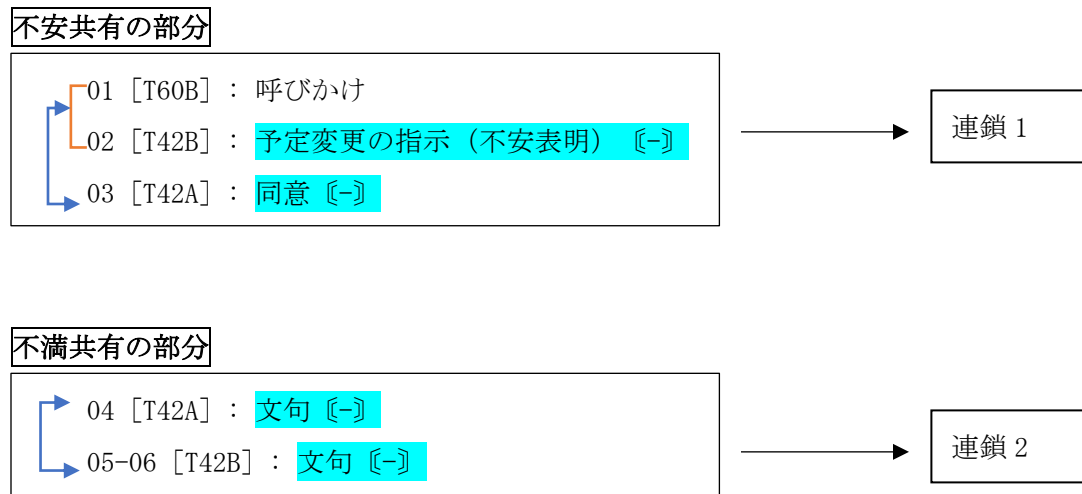 不安共有の部分
01 [T60B] : 呼びかけ
02 [T42B] : 予定変更の指示（不安表明）〔-〕
03 [T42A] : 同意〔-〕
連鎖 1
不満共有の部分
04 [T42A] : 文句〔-〕
05-06 [T42B] : 文句〔-〕
連鎖 2